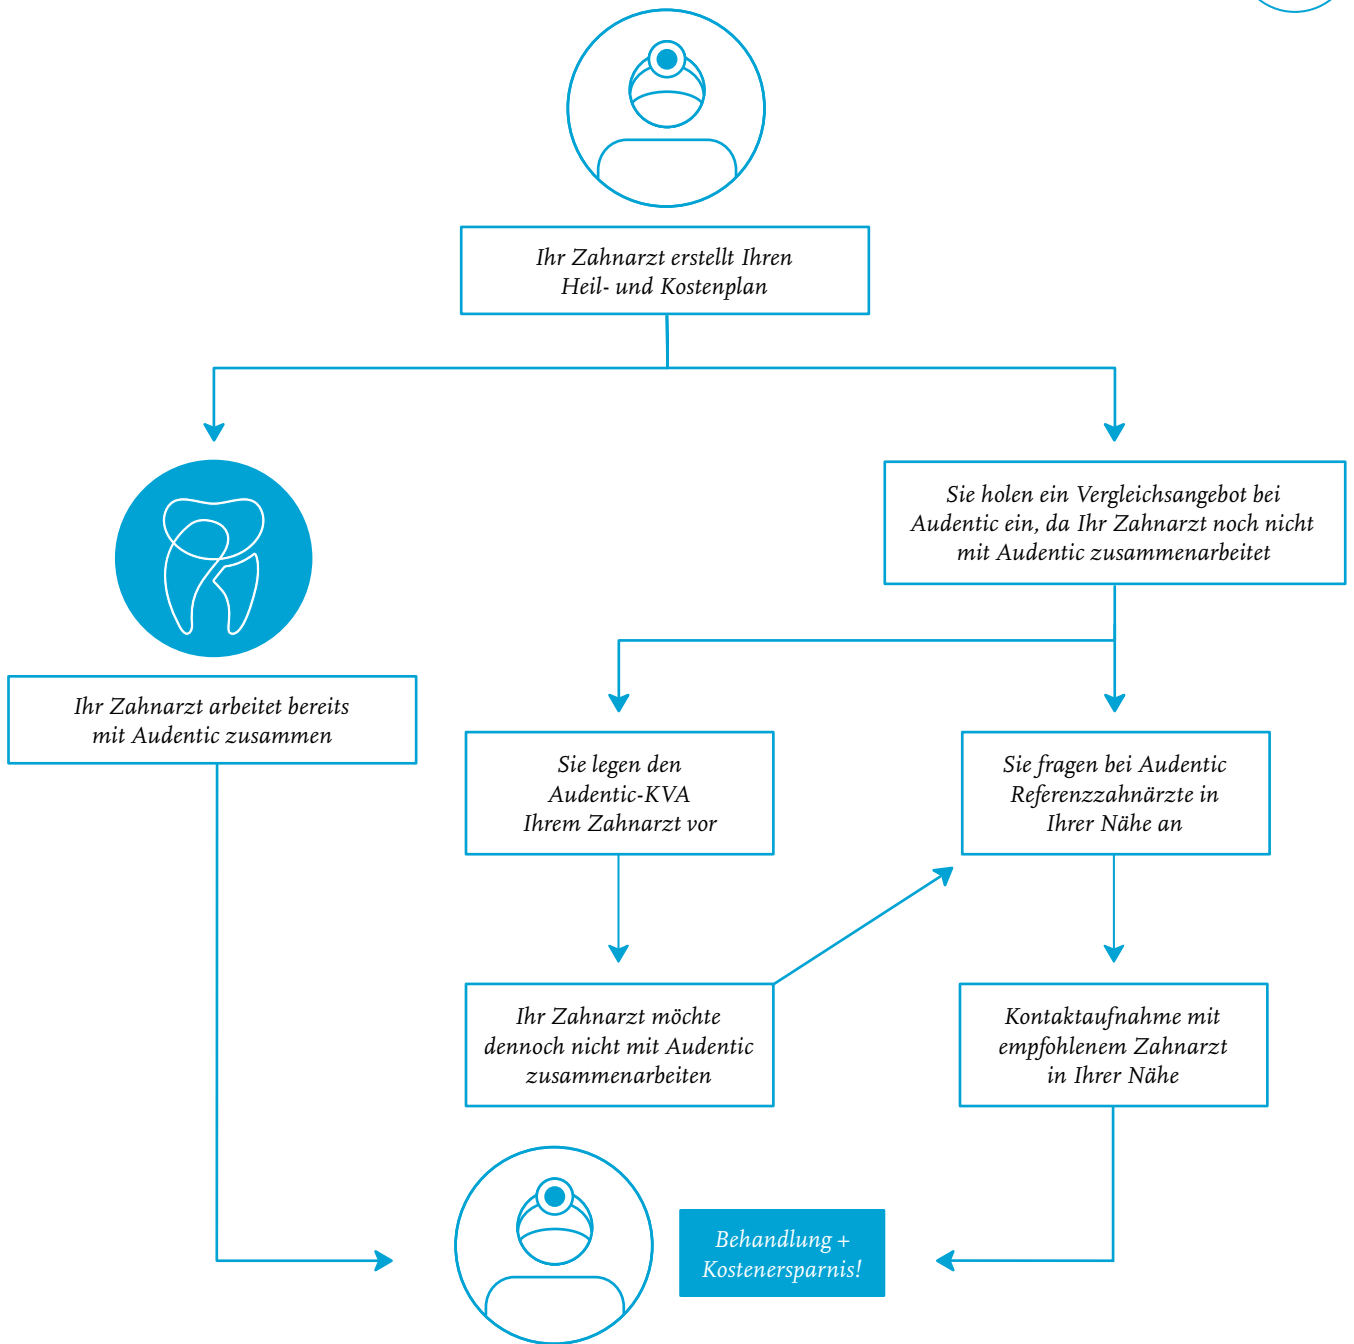 Ihr Zahnarzt erstellt Ihren
Heil- und Kostenplan
Sie holen ein Vergleichsangebot bei
Audentic ein, da Ihr Zahnarzt noch nicht
mit Audentic zusammenarbeitet
Ihr Zahnarzt arbeitet bereits
mit Audentic zusammen
Sie legen den
Audentic-KVA
Ihrem Zahnarzt vor
Sie fragen bei Audentic
Referenzzahnärzte in
Ihrer Nähe an
Ihr Zahnarzt möchte
dennoch nicht mit Audentic
zusammenarbeiten
Kontaktaufnahme mit
empfohlenem Zahnarzt
in Ihrer Nähe
Behandlung +
Kostenersparnis!